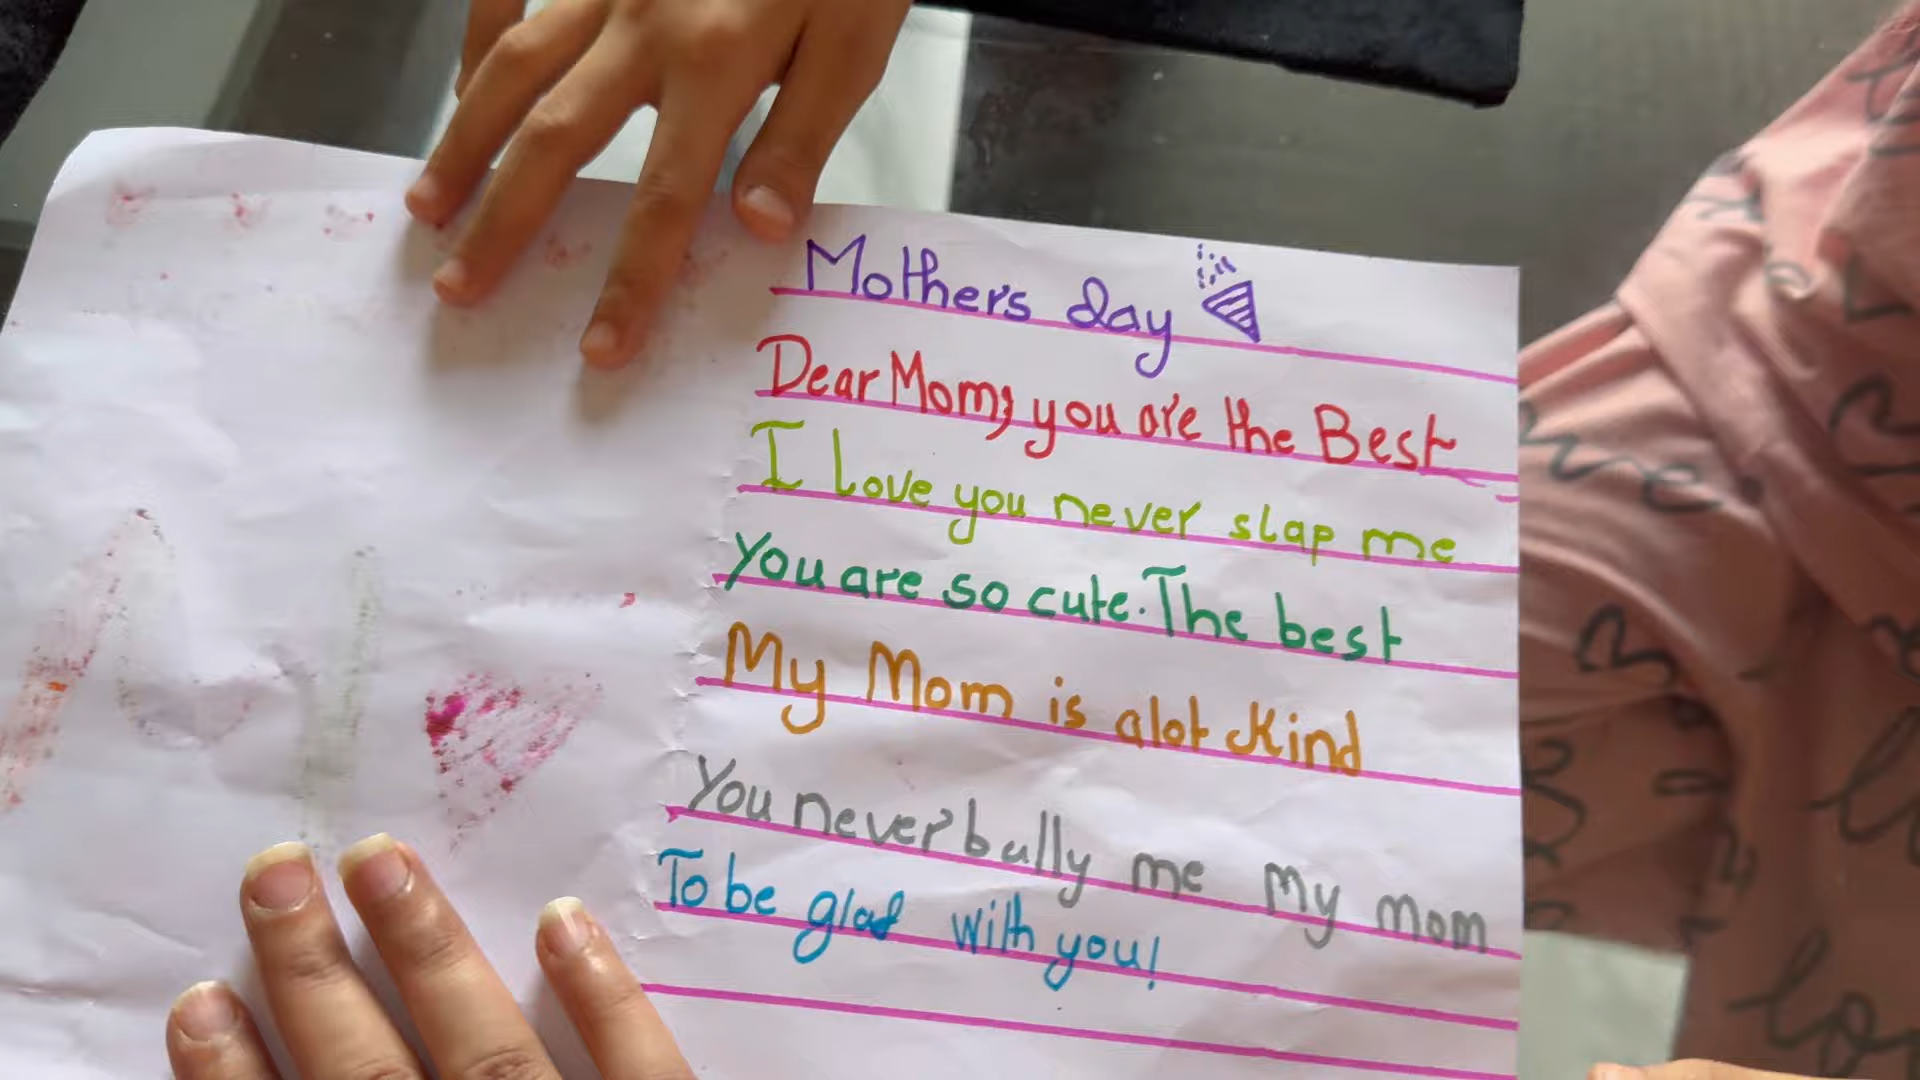 Mothers day
Dear Mom, you are the Best
I Love you never slap me
You are so cute. The best
My Mom is alot Kind
You never bully me my mom
To be glad with you!